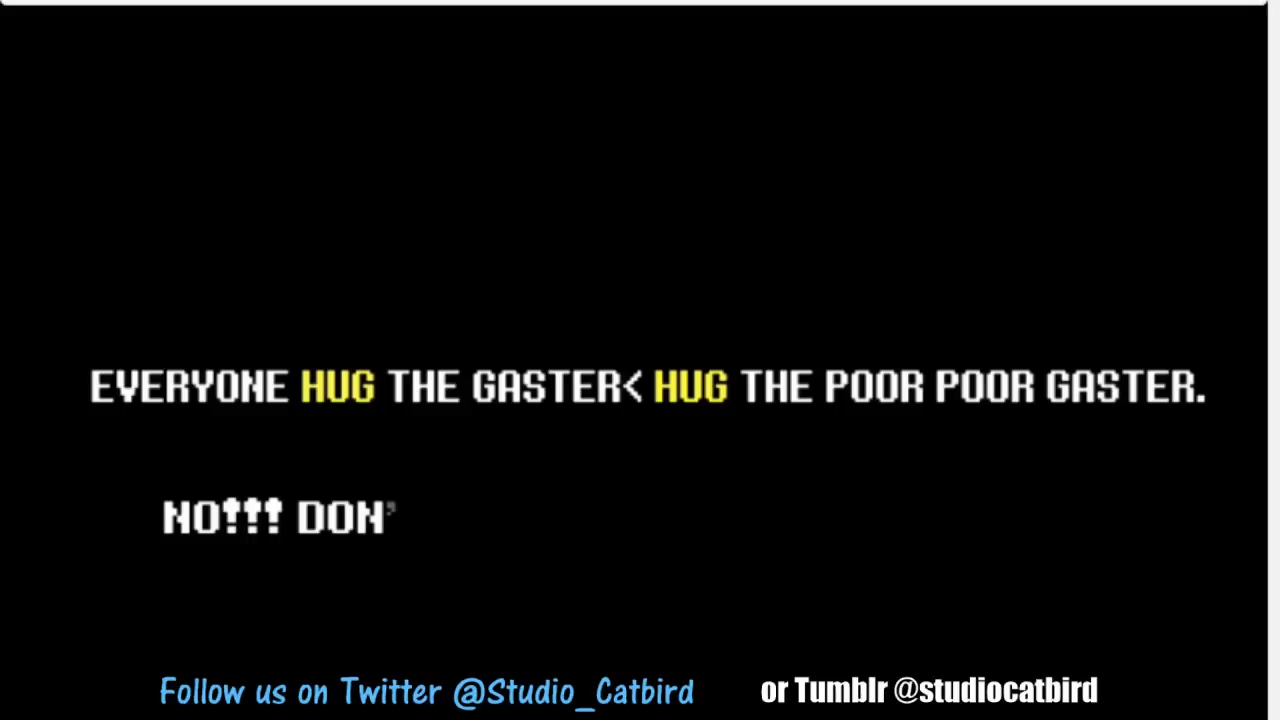 EVERYONE HUG THE GASTER< HUG THE POOR POOR GASTER.
NO!!! DON'
Follow us on Twitter @Studio_Catbird or Tumblr @studiocatbird